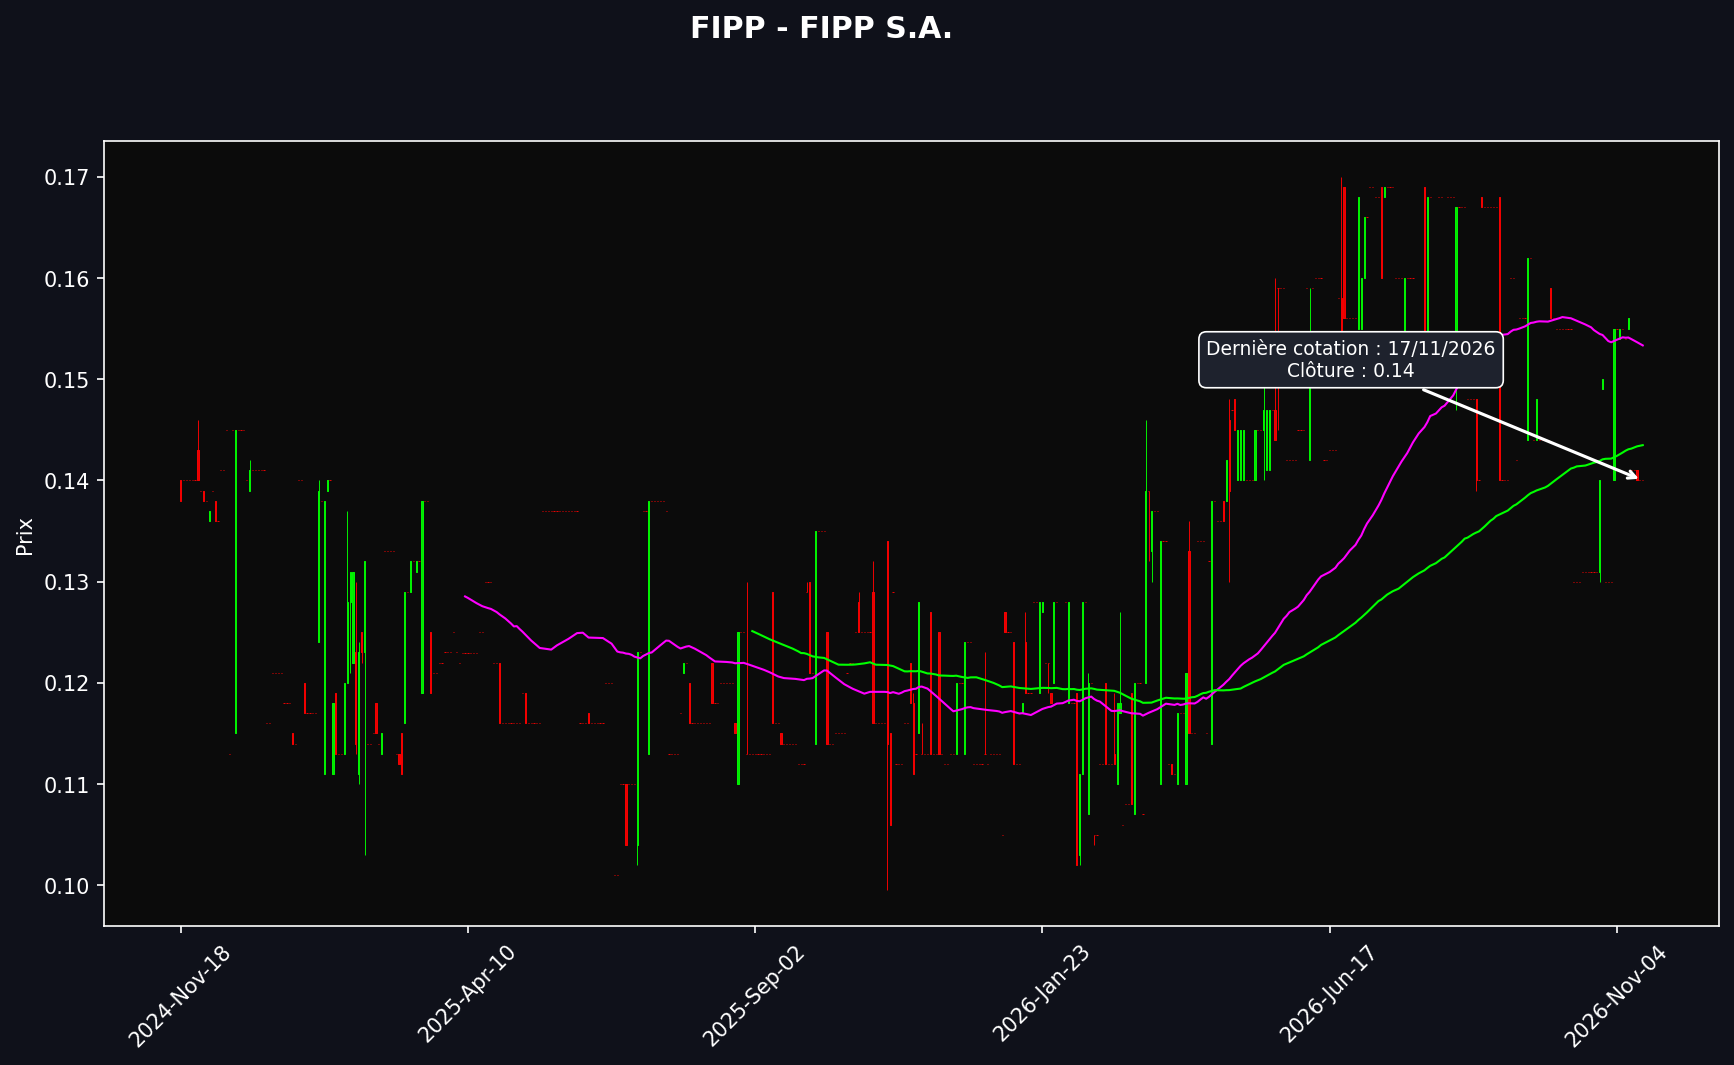 FIPP - FIPP S.A.
Prix
0.17
0.16
0.15
0.14
0.13
0.12
0.11
0.10
Dernière cotation : 17/11/2026
Clôture : 0.14
2024-Nov-18
2025-Apr-10
2025-Sep-02
2026-Jan-23
2026-Jun-17
2026-Nov-04